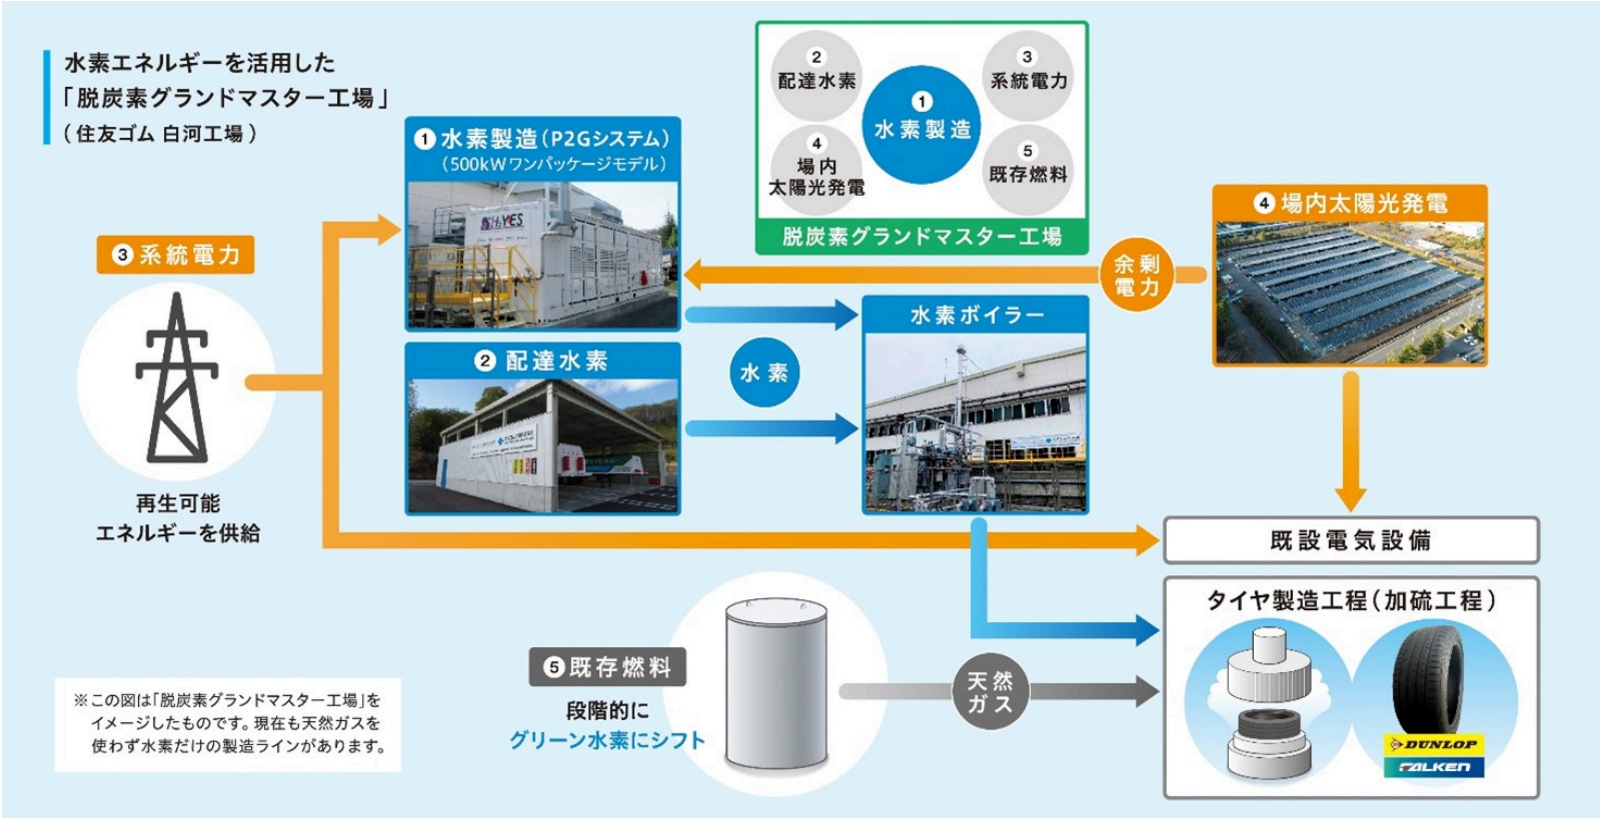 水素エネルギーを活用した
「脱炭素グランドマスター工場」
(住友ゴム 白河工場)
① 水素製造(P2Gシステム)
(500kWワンパッケージモデル)
H₂YES
② 配達水素
③ 系統電力
① 水素製造
④ 場内
太陽光発電
⑤ 既存燃料
脱炭素グランドマスター工場
④ 場内太陽光発電
③ 系統電力
余剰
電力
水素ボイラー
② 配達水素
水素
再生可能
エネルギーを供給
既設電気設備
タイヤ製造工程(加硫工程)
⑤ 既存燃料
段階的に
グリーン水素にシフト
天然
ガス
DUNLOP
FALKEN
※この図は「脱炭素グランドマスター工場」を
イメージしたものです。現在も天然ガスを
使わず水素だけの製造ラインがあります。